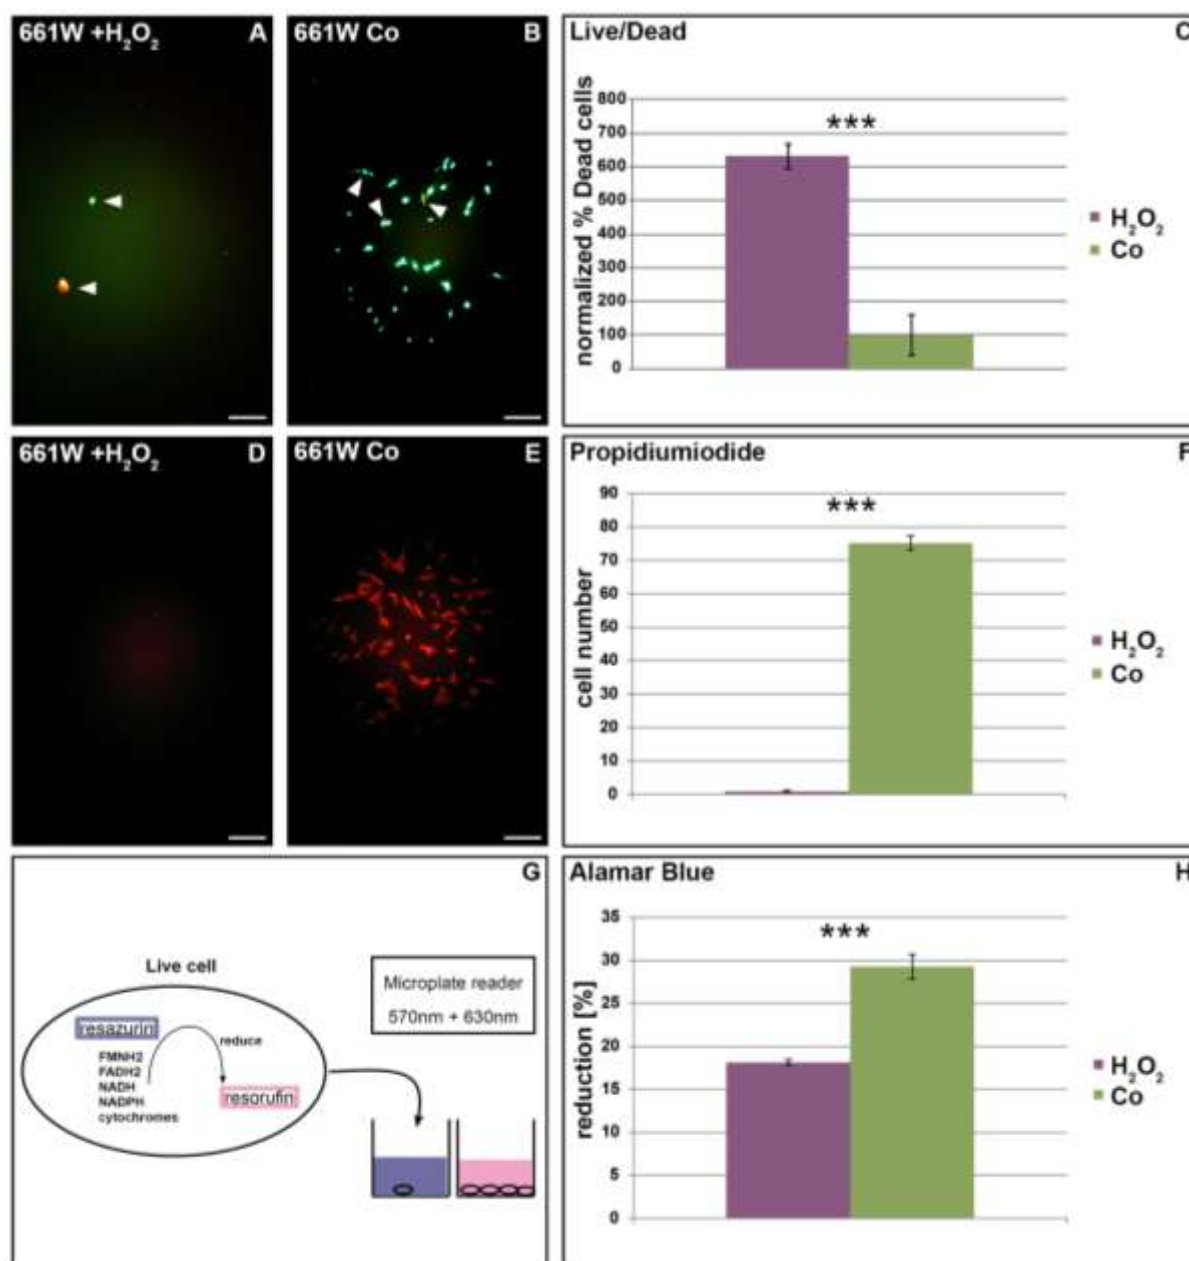 661W +H₂O₂ A
661W Co B
Live/Dead C
normalized % Dead cells
800
700
600
500
400
300
200
100
0
***
H₂O₂
Co
661W +H₂O₂ D
661W Co E
Propidiumiodide F
cell number
90
80
70
60
50
40
30
20
10
0
***
H₂O₂
Co
G
Live cell
resazurin
reduce
FMNH2
FADH2
NADH
NADPH
cytochromes
resorufin
Microplate reader
570nm + 630nm
Alamar Blue H
reduction [%]
35
30
25
20
15
10
5
0
***
H₂O₂
Co